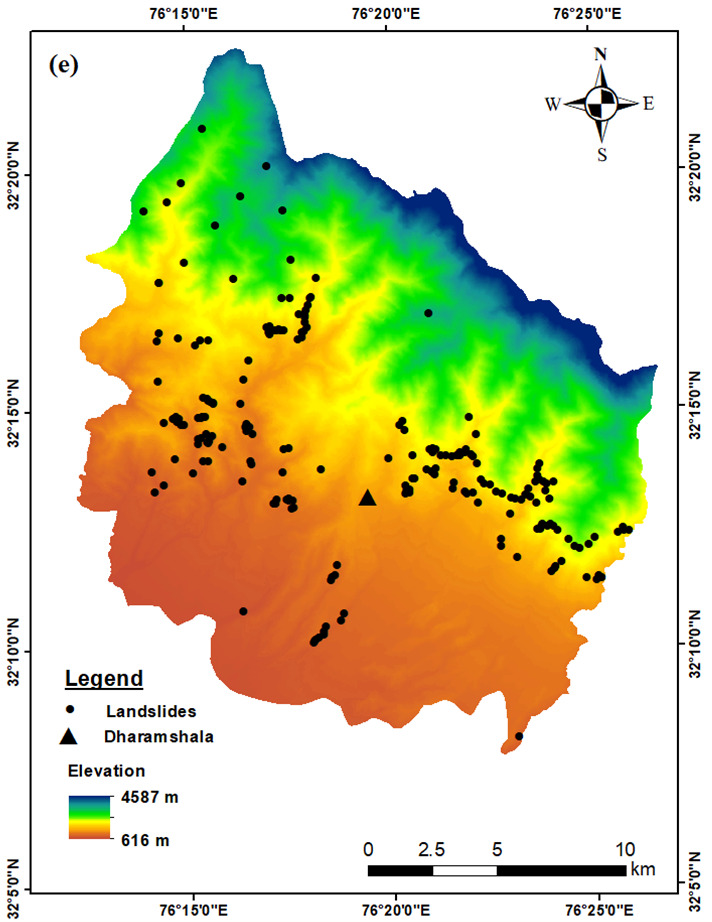 76°15'0"E 76°20'0"E 76°25'0"E
(e)
N
W E
S
32°20'0"N 32°20'0"N
32°15'0"N 32°15'0"N
32°10'0"N 32°10'0"N
Legend
Landslides
Dharamshala
Elevation
4587 m
616 m
0 2.5 5 10
km
32°5'0"N 32°5'0"N
76°15'0"E 76°20'0"E 76°25'0"E